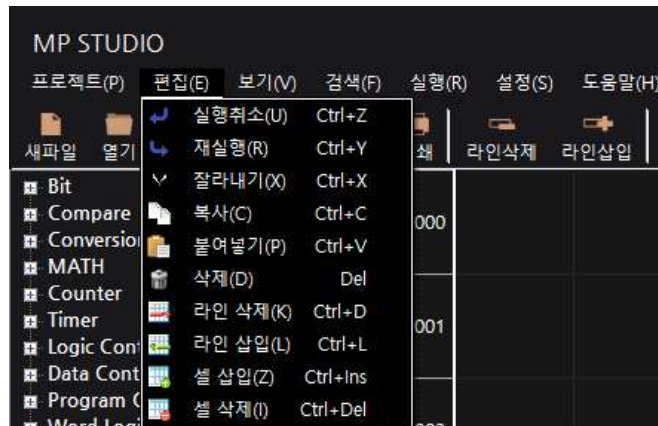 MP STUDIO
프로젝트(P) 편집(E) 보기(V) 검색(F) 실행(R) 설정(S) 도움말(H)
새파일 열기 쇄 라인삭제 라인삽입
실행취소(U) Ctrl+Z
재실행(R) Ctrl+Y
잘라내기(X) Ctrl+X
복사(C) Ctrl+C
붙여넣기(P) Ctrl+V
삭제(D) Del
라인 삭제(K) Ctrl+D
라인 삽입(L) Ctrl+L
셀 삽입(Z) Ctrl+Ins
셀 삭제(I) Ctrl+Del
Bit
Compare
Conversion
MATH
Counter
Timer
Logic Cont
Data Cont
Program C
Word Logi
000
001
002